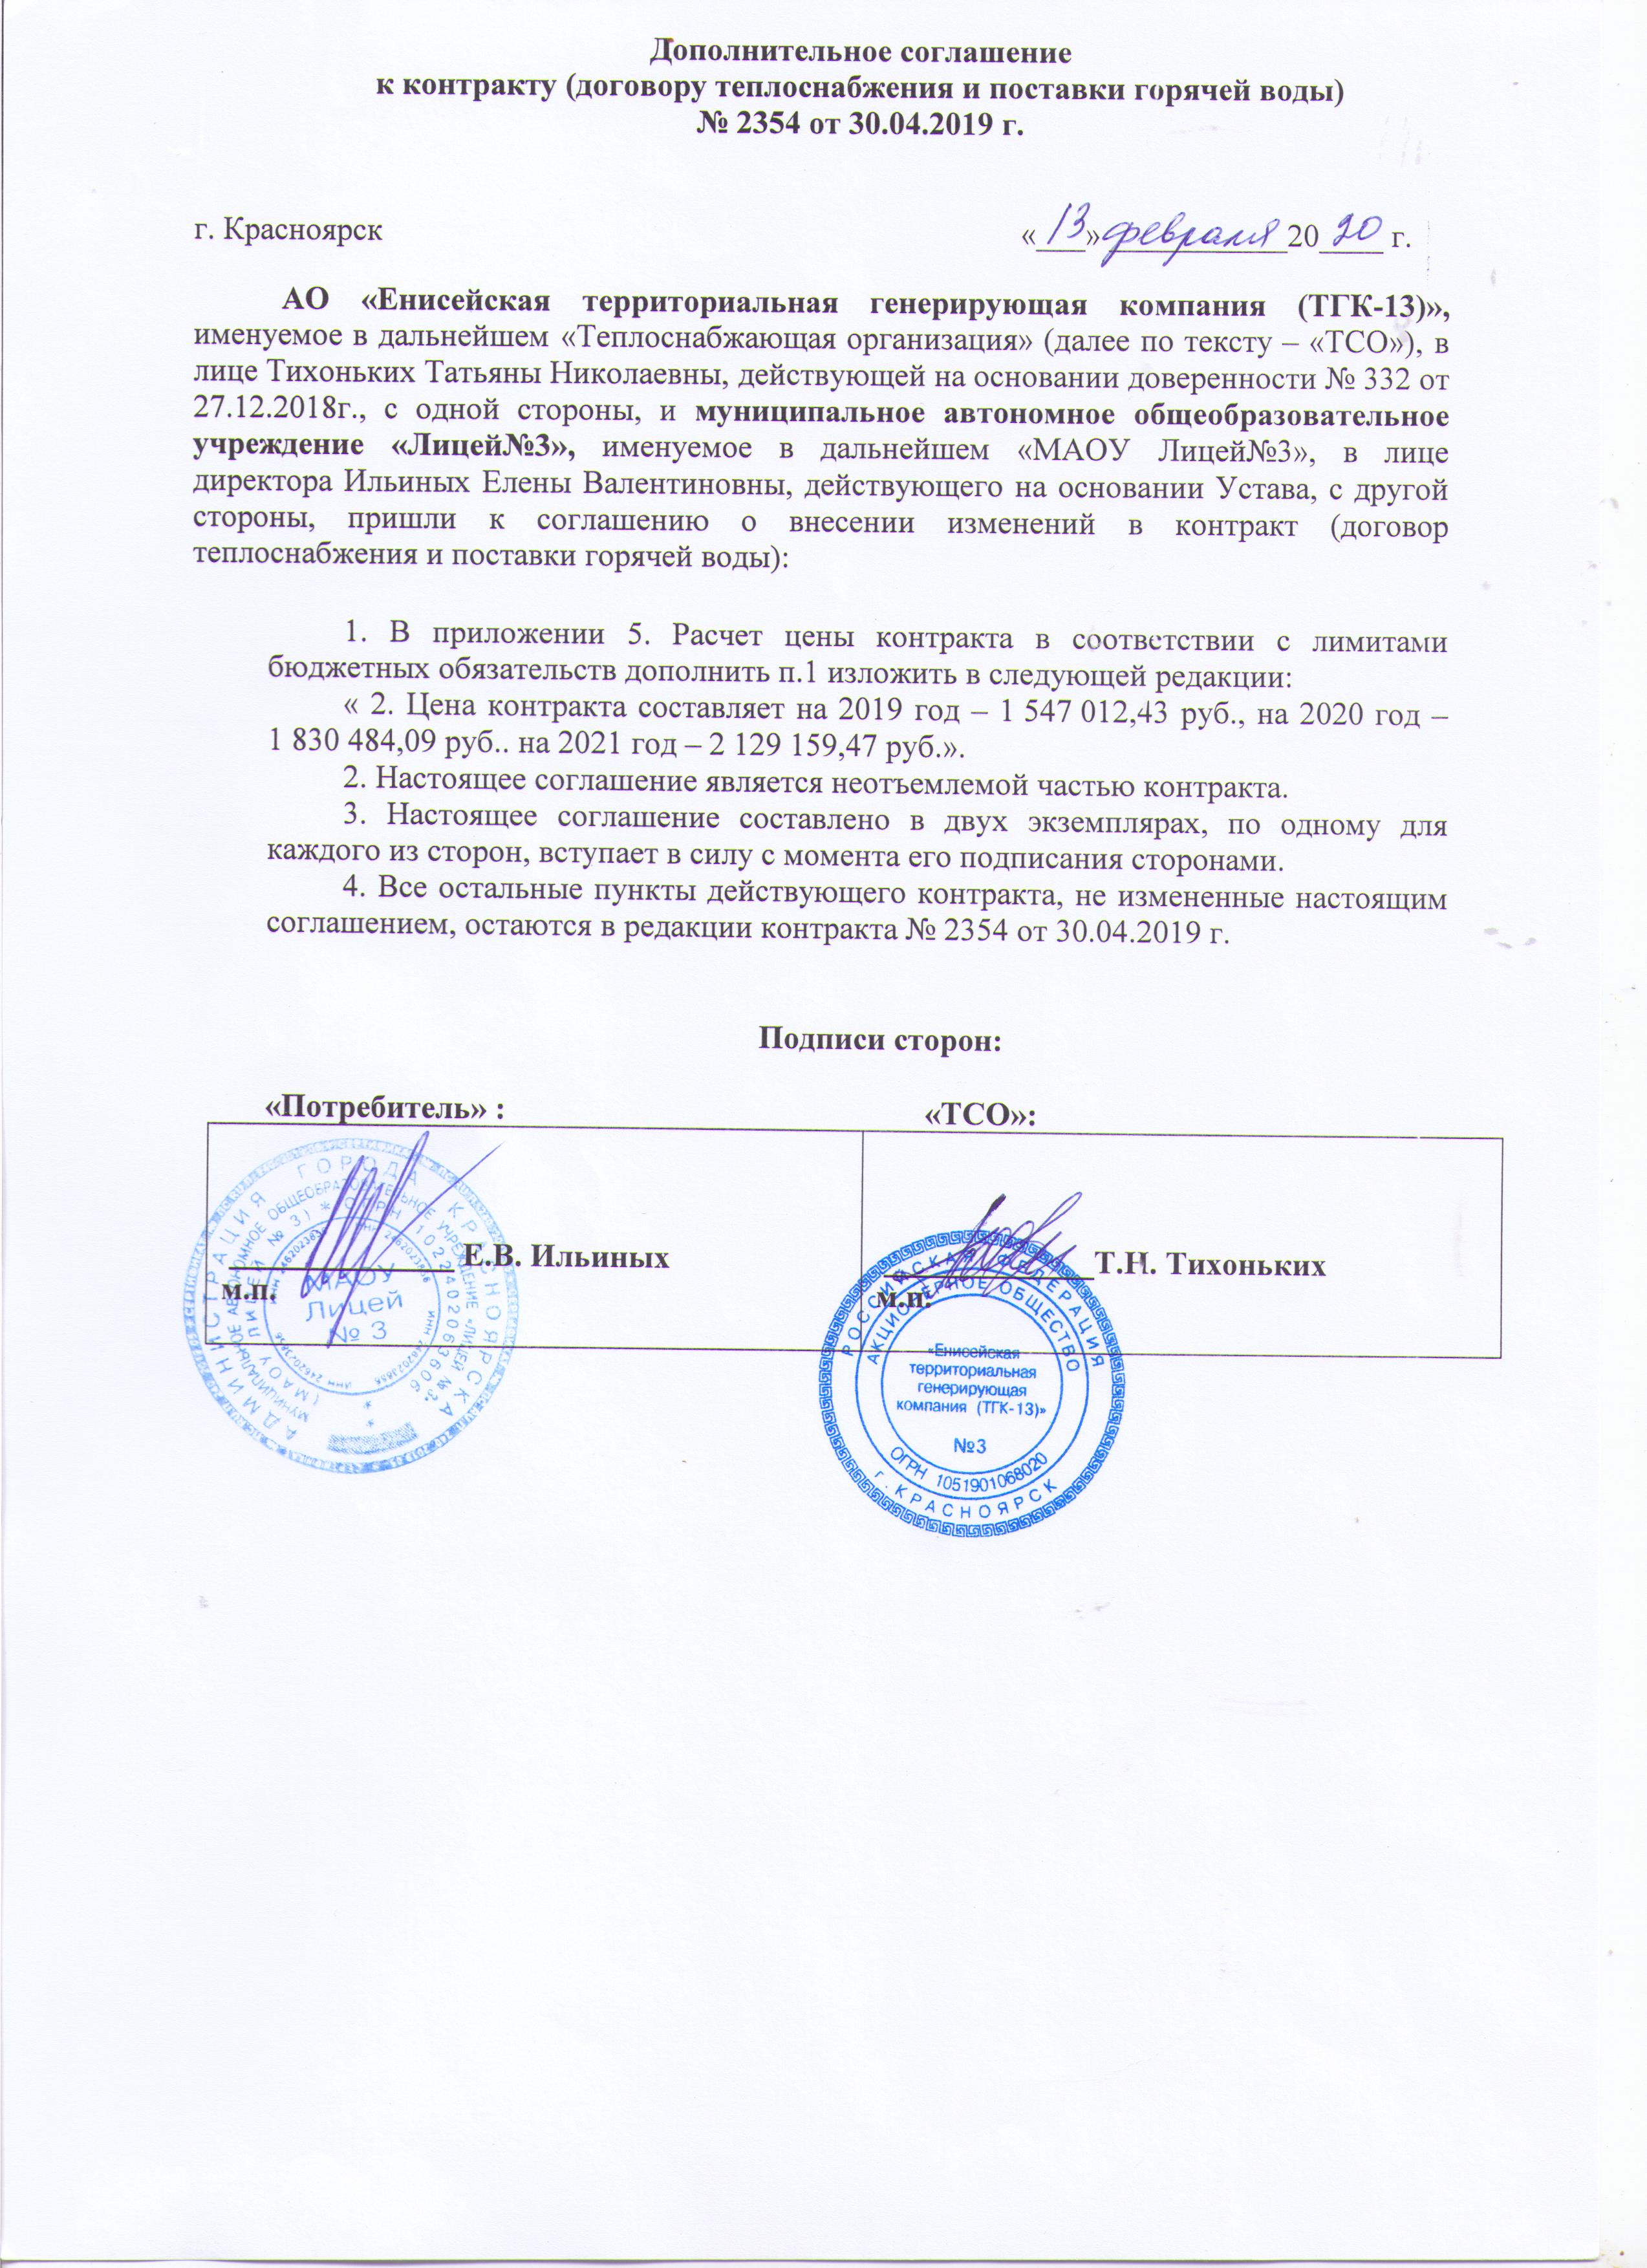 Дополнительное соглашение
к контракту (договору теплоснабжения и поставки горячей воды)
№ 2354 от 30.04.2019 г.
г. Красноярск «13» февраля 2020 г.
АО «Енисейская территориальная генерирующая компания (ТГК-13)»,
именуемое в дальнейшем «Теплоснабжающая организация» (далее по тексту – «ТСО»), в
лице Тихоньких Татьяны Николаевны, действующей на основании доверенности № 332 от
27.12.2018г., с одной стороны, и муниципальное автономное общеобразовательное
учреждение «Лицей№3», именуемое в дальнейшем «МАОУ Лицей№3», в лице
директора Ильиных Елены Валентиновны, действующего на основании Устава, с другой
стороны, пришли к соглашению о внесении изменений в контракт (договор
теплоснабжения и поставки горячей воды):
1. В приложении 5. Расчет цены контракта в соответствии с лимитами
бюджетных обязательств дополнить п.1 изложить в следующей редакции:
« 2. Цена контракта составляет на 2019 год – 1 547 012,43 руб., на 2020 год –
1 830 484,09 руб.. на 2021 год – 2 129 159,47 руб.».
2. Настоящее соглашение является неотъемлемой частью контракта.
3. Настоящее соглашение составлено в двух экземплярах, по одному для
каждого из сторон, вступает в силу с момента его подписания сторонами.
4. Все остальные пункты действующего контракта, не измененные настоящим
соглашением, остаются в редакции контракта № 2354 от 30.04.2019 г.
Подписи сторон:
«Потребитель» : «ТСО»:
Е.В. Ильиных Т.Н. Тихоньких
м.п. м.п.
АДМИНИСТРАЦИЯ ГОРОДА КРАСНОЯРСКА
МУНИЦИПАЛЬНОЕ АВТОНОМНОЕ ОБЩЕОБРАЗОВАТЕЛЬНОЕ УЧРЕЖДЕНИЕ «ЛИЦЕЙ № 3»
(МАОУ ЛИЦЕЙ № 3) * ОГРН 1022402063606
МАОУ
Лицей
№ 3
РОССИЙСКАЯ ФЕДЕРАЦИЯ
АКЦИОНЕРНОЕ ОБЩЕСТВО
«Енисейская
территориальная
генерирующая
компания (ТГК-13)»
№3
ОГРН 1051901068020
г. КРАСНОЯРСК